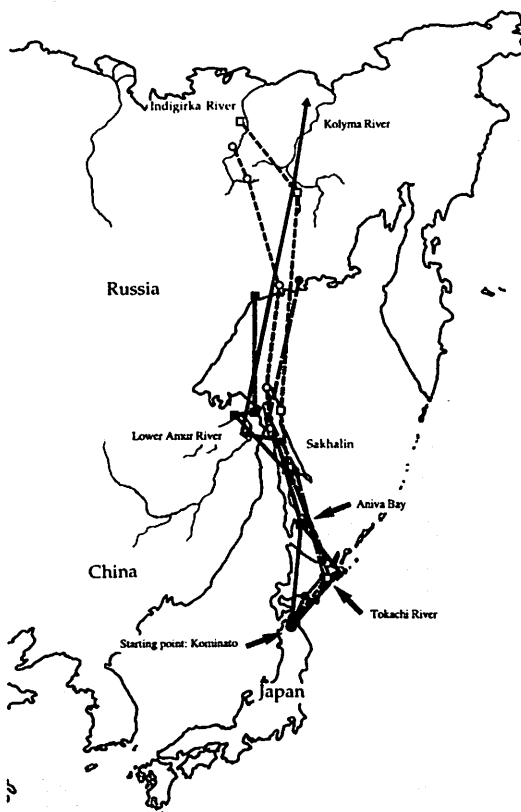 Indigirka River
Kolyma River
Russia
Lower Amur River
Sakhalin
Aniva Bay
China
Tokachi River
Starting point: Kominato
Japan